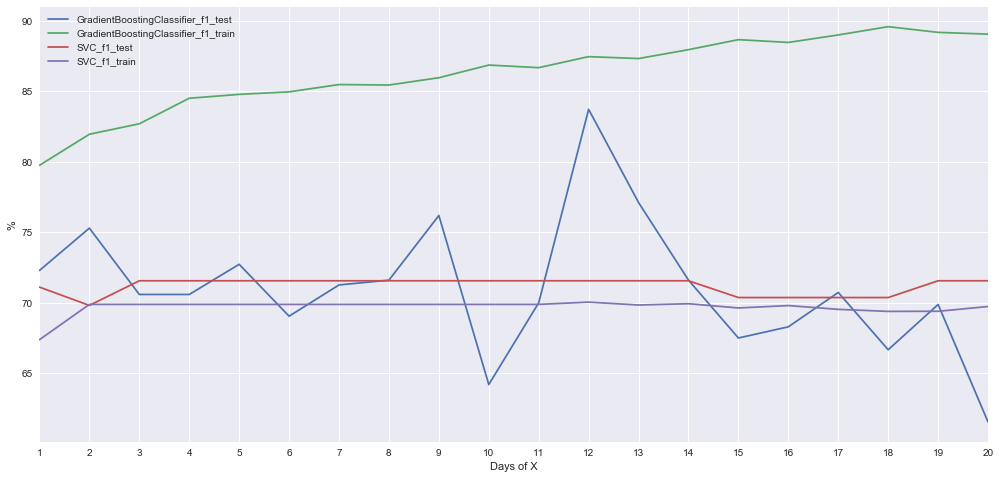 GradientBoostingClassifier_f1_test
GradientBoostingClassifier_f1_train
SVC_f1_test
SVC_f1_train
90
85
80
75
70
65
%
1 2 3 4 5 6 7 8 9 10 11 12 13 14 15 16 17 18 19 20
Days of X